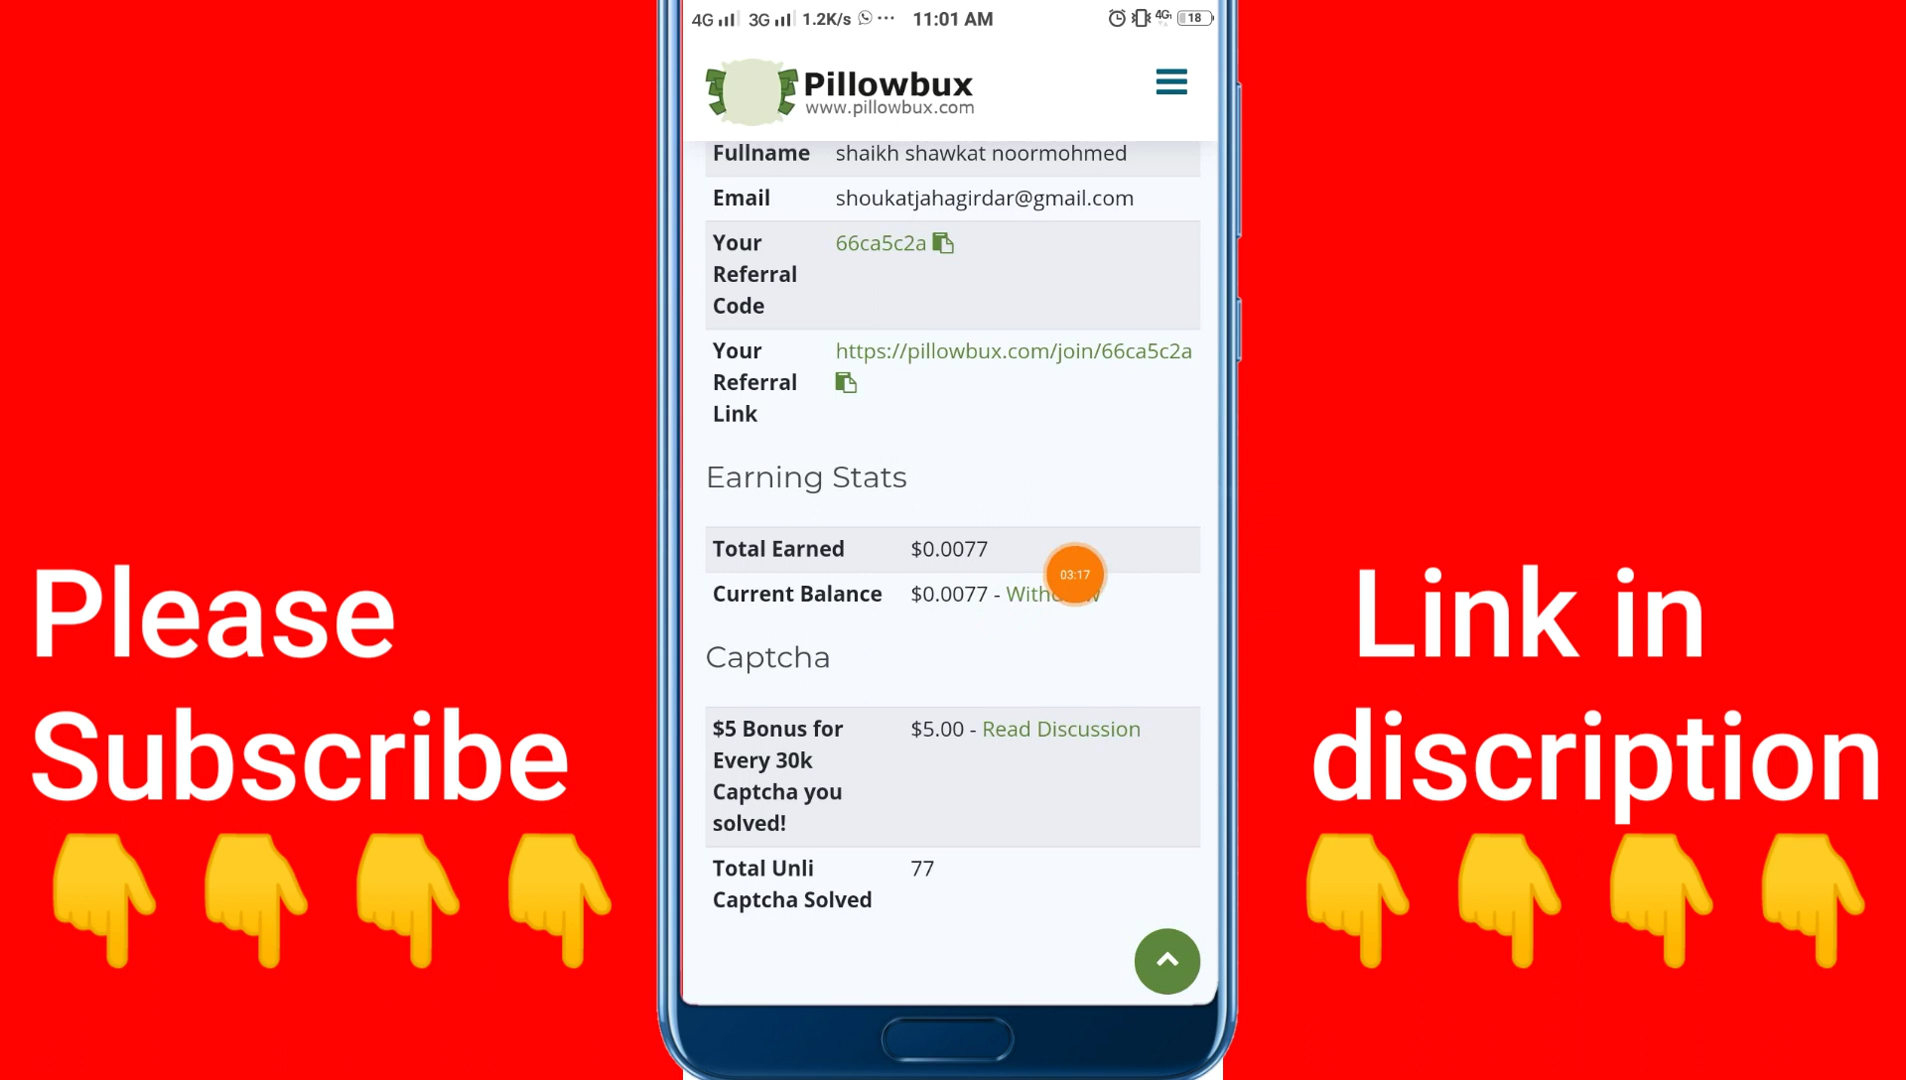 4G 3G 1.2K/s ... 11:01 AM 4G 18
Pillowbux
www.pillowbux.com
Fullname shaikh shawkat noormohmed
Email shoukatjahagirdar@gmail.com
Your Referral Code 66ca5c2a
Your Referral Link https://pillowbux.com/join/66ca5c2a
Earning Stats
Total Earned $0.0077
03:17
Current Balance $0.0077 -
Captcha
$5 Bonus for Every 30k Captcha you solved! $5.00 - Read Discussion
Total Unli Captcha Solved 77
Please
Subscribe
Link in
discription